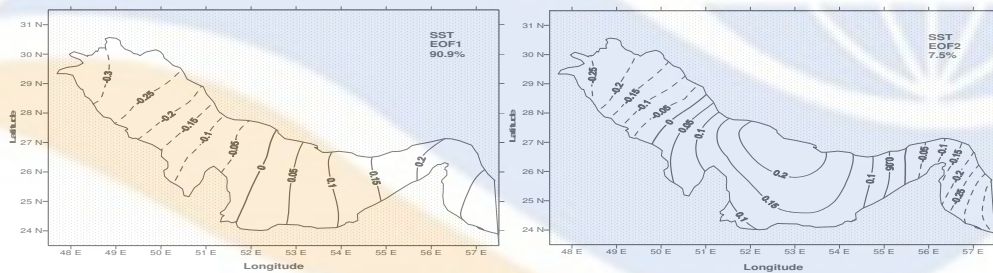 31 N
30 N
29 N
28 N
27 N
26 N
25 N
24 N
Latitude
SST
EOF1
90.9%
-0.3
-0.25
-0.2
-0.15
-0.1
-0.05
0
0.05
0.1
0.15
0.2
48 E
49 E
50 E
51 E
52 E
53 E
54 E
55 E
56 E
57 E
Longitude
31 N
30 N
29 N
28 N
27 N
26 N
25 N
24 N
Latitude
SST
EOF2
7.5%
-0.25
-0.2
-0.15
-0.1
-0.05
0
0.05
0.1
0.2
0.15
0.1
0.1
-0.05
-0.1
-0.15
-0.2
-0.25
48 E
49 E
50 E
51 E
52 E
53 E
54 E
55 E
56 E
57 E
Longitude